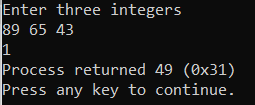 Enter three integers
89 65 43
1
Process returned 49 (0x31)
Press any key to continue.